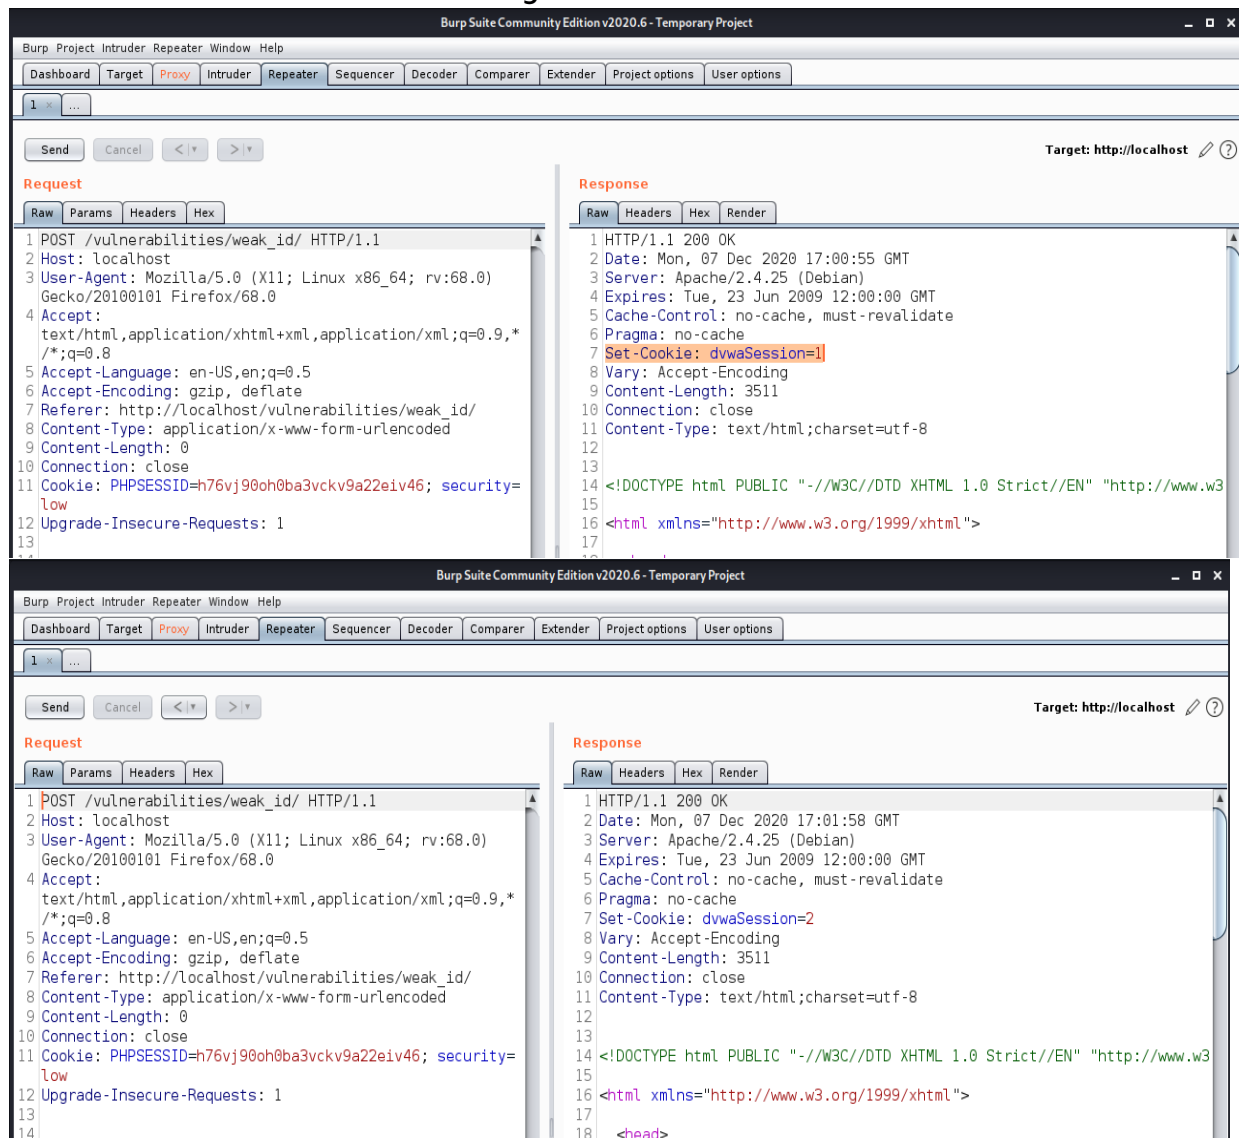 Burp Suite Community Edition v2020.6 - Temporary Project
Burp Project Intruder Repeater Window Help
Dashboard Target Proxy Intruder Repeater Sequencer Decoder Comparer Extender Project options User options
1 × ...
Send Cancel < >
Target: http://localhost
Request
Raw Params Headers Hex
1 POST /vulnerabilities/weak_id/ HTTP/1.1
2 Host: localhost
3 User-Agent: Mozilla/5.0 (X11; Linux x86_64; rv:68.0)
Gecko/20100101 Firefox/68.0
4 Accept:
text/html,application/xhtml+xml,application/xml;q=0.9,*
/*;q=0.8
5 Accept-Language: en-US,en;q=0.5
6 Accept-Encoding: gzip, deflate
7 Referer: http://localhost/vulnerabilities/weak_id/
8 Content-Type: application/x-www-form-urlencoded
9 Content-Length: 0
10 Connection: close
11 Cookie: PHPSESSID=h76vj90oh0ba3vckv9a22eiv46; security=
low
12 Upgrade-Insecure-Requests: 1
13
Response
Raw Headers Hex Render
1 HTTP/1.1 200 OK
2 Date: Mon, 07 Dec 2020 17:00:55 GMT
3 Server: Apache/2.4.25 (Debian)
4 Expires: Tue, 23 Jun 2009 12:00:00 GMT
5 Cache-Control: no-cache, must-revalidate
6 Pragma: no-cache
7 Set-Cookie: dvwaSession=1
8 Vary: Accept-Encoding
9 Content-Length: 3511
10 Connection: close
11 Content-Type: text/html;charset=utf-8
12
13
14 <!DOCTYPE html PUBLIC "-//W3C//DTD XHTML 1.0 Strict//EN" "http://www.w3
15
16 <html xmlns="http://www.w3.org/1999/xhtml">
17
Burp Suite Community Edition v2020.6 - Temporary Project
Burp Project Intruder Repeater Window Help
Dashboard Target Proxy Intruder Repeater Sequencer Decoder Comparer Extender Project options User options
1 × ...
Send Cancel < >
Target: http://localhost
Request
Raw Params Headers Hex
1 POST /vulnerabilities/weak_id/ HTTP/1.1
2 Host: localhost
3 User-Agent: Mozilla/5.0 (X11; Linux x86_64; rv:68.0)
Gecko/20100101 Firefox/68.0
4 Accept:
text/html,application/xhtml+xml,application/xml;q=0.9,*
/*;q=0.8
5 Accept-Language: en-US,en;q=0.5
6 Accept-Encoding: gzip, deflate
7 Referer: http://localhost/vulnerabilities/weak_id/
8 Content-Type: application/x-www-form-urlencoded
9 Content-Length: 0
10 Connection: close
11 Cookie: PHPSESSID=h76vj90oh0ba3vckv9a22eiv46; security=
low
12 Upgrade-Insecure-Requests: 1
13
14
Response
Raw Headers Hex Render
1 HTTP/1.1 200 OK
2 Date: Mon, 07 Dec 2020 17:01:58 GMT
3 Server: Apache/2.4.25 (Debian)
4 Expires: Tue, 23 Jun 2009 12:00:00 GMT
5 Cache-Control: no-cache, must-revalidate
6 Pragma: no-cache
7 Set-Cookie: dvwaSession=2
8 Vary: Accept-Encoding
9 Content-Length: 3511
10 Connection: close
11 Content-Type: text/html;charset=utf-8
12
13
14 <!DOCTYPE html PUBLIC "-//W3C//DTD XHTML 1.0 Strict//EN" "http://www.w3
15
16 <html xmlns="http://www.w3.org/1999/xhtml">
17
18 <head>